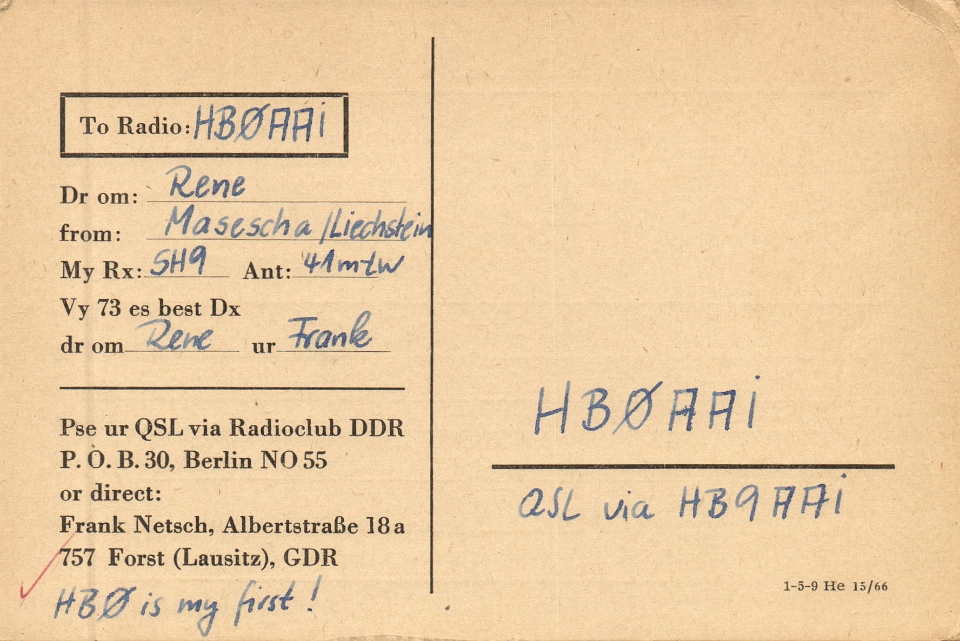 To Radio: HBØAAi
Dr om: Rene
from: Masescha/Liechstein
My Rx: SH9 Ant: 41mtw
Vy 73 es best Dx
dr om Rene ur Frank
Pse ur QSL via Radioclub DDR
P. O. B. 30, Berlin NO 55
or direct:
Frank Netsch, Albertstraße 18 a
757 Forst (Lausitz), GDR
HBØ is my first!
HBØAAi
QSL via HB9AAi
1-5-9 He 15/66